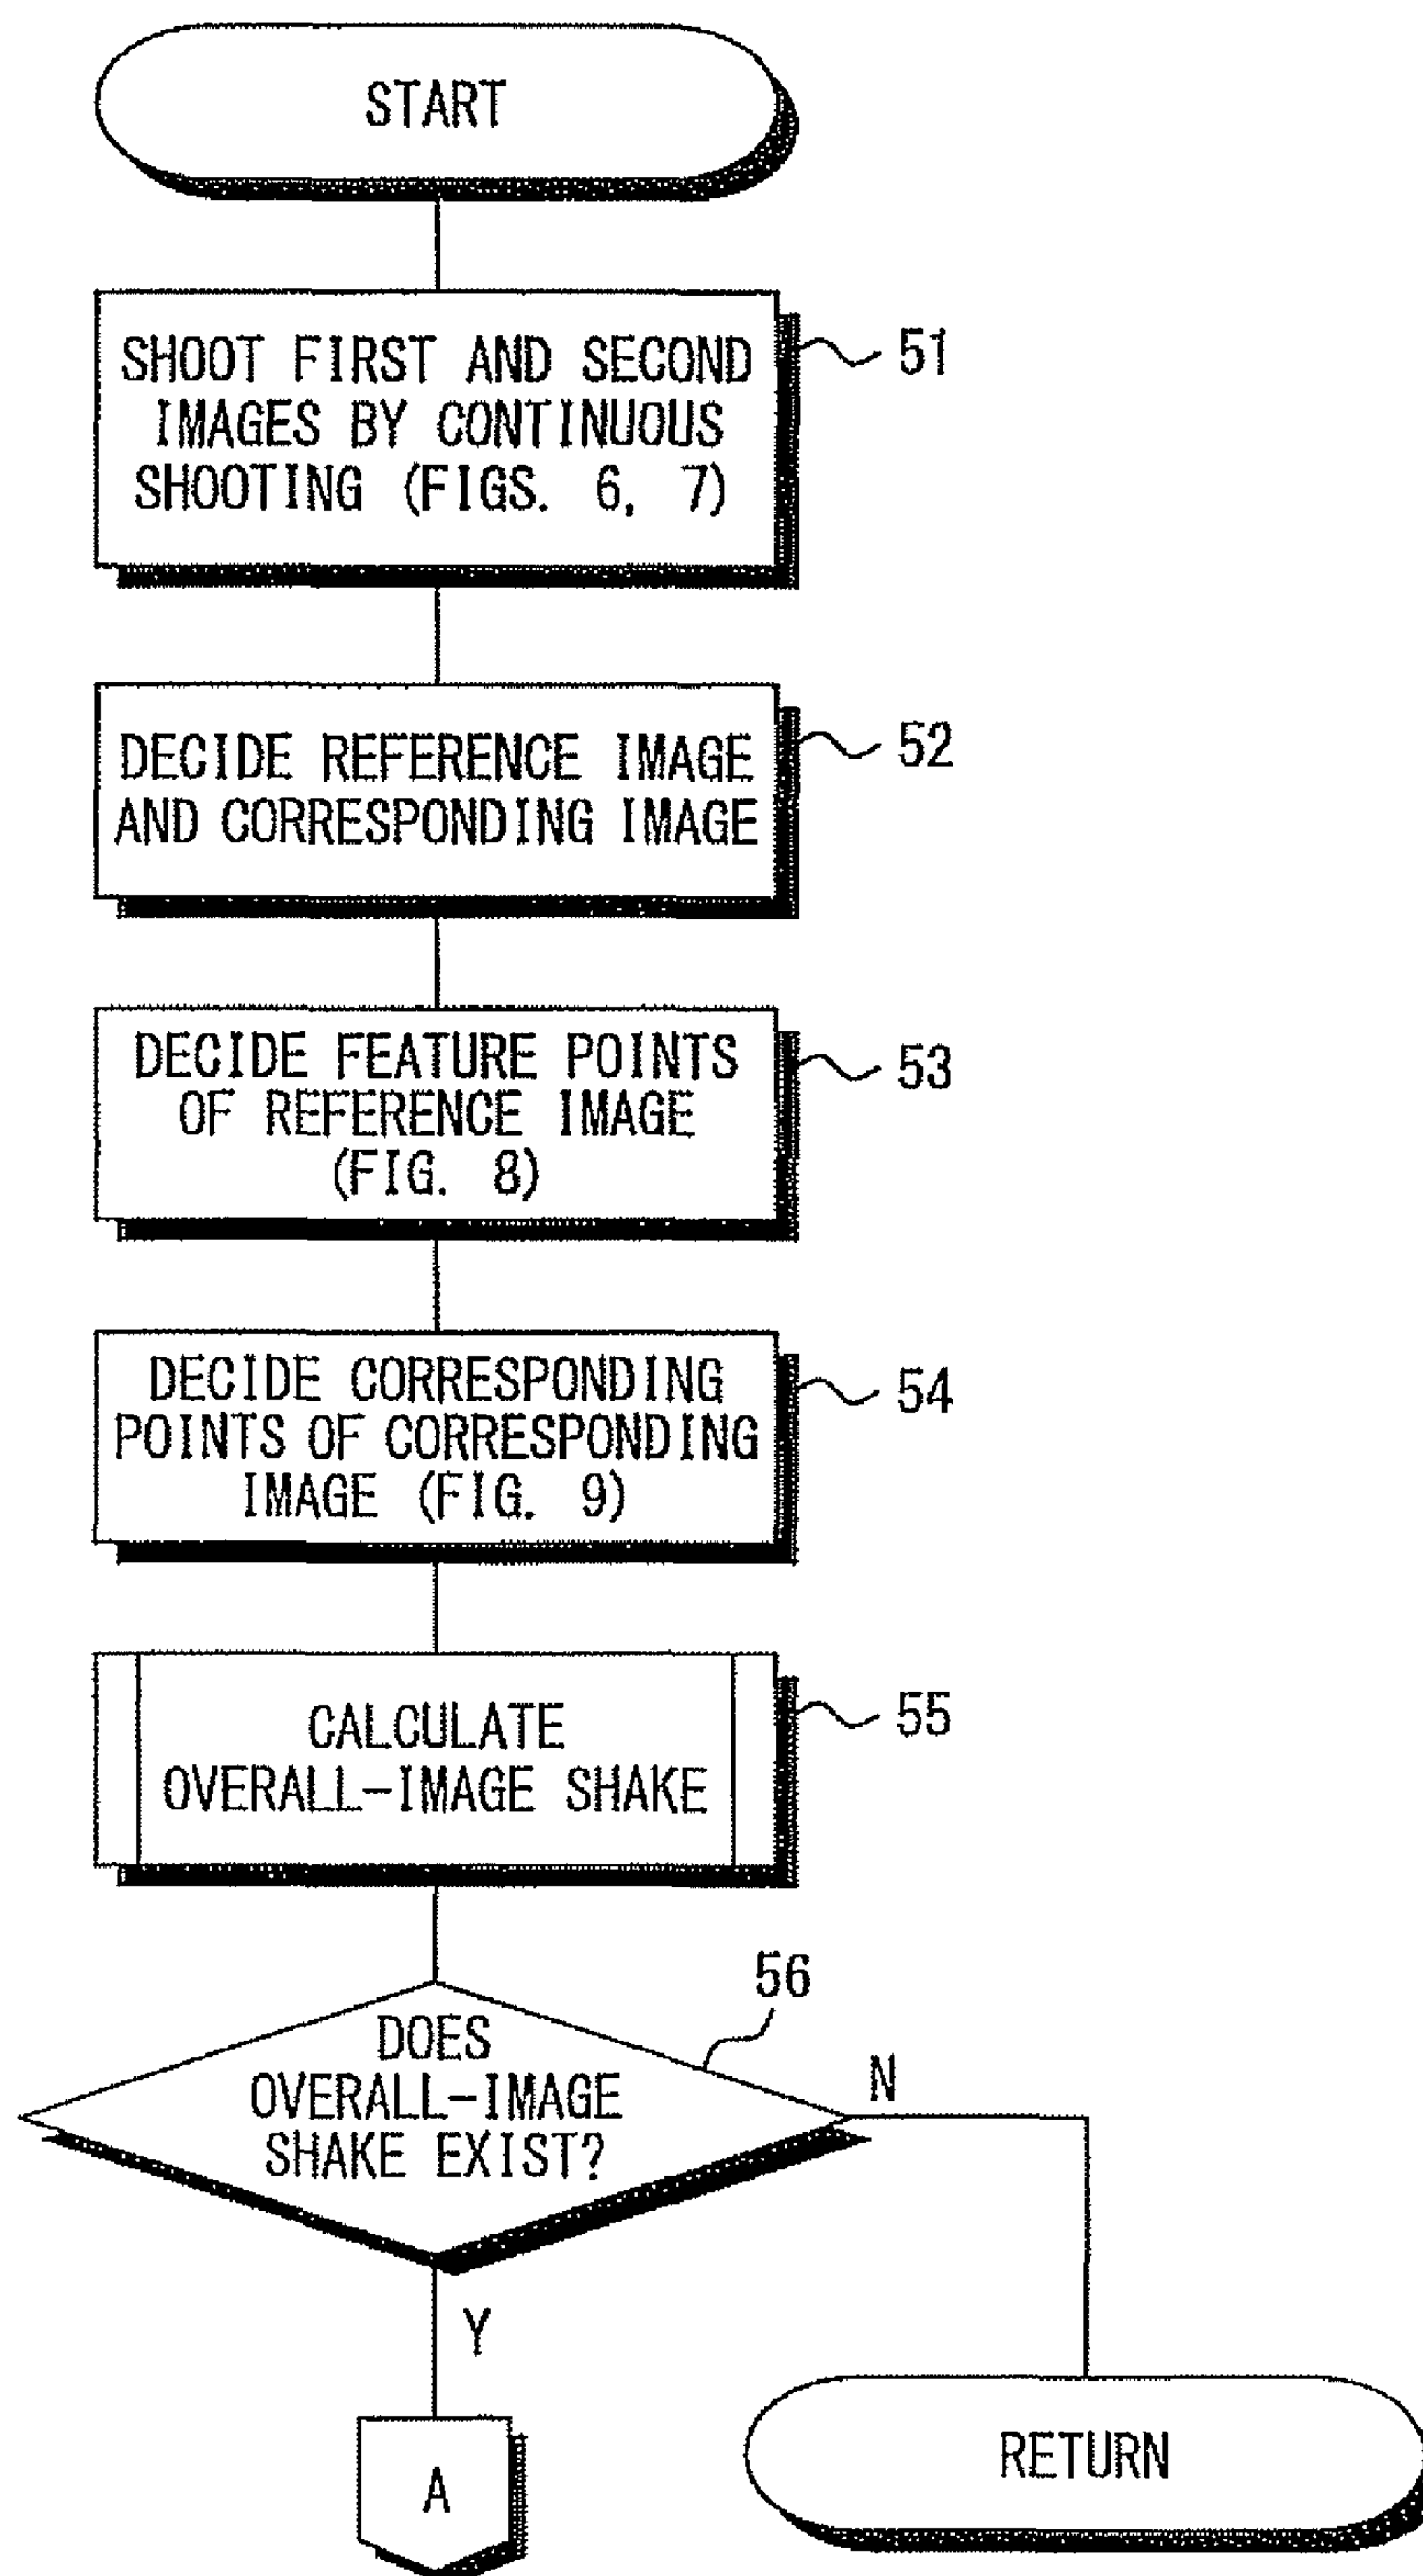 START
SHOOT FIRST AND SECOND
IMAGES BY CONTINUOUS
SHOOTING (FIGS. 6, 7)
51
DECIDE REFERENCE IMAGE
AND CORRESPONDING IMAGE
52
DECIDE FEATURE POINTS
OF REFERENCE IMAGE
(FIG. 8)
53
DECIDE CORRESPONDING
POINTS OF CORRESPONDING
IMAGE (FIG. 9)
54
CALCULATE
OVERALL-IMAGE SHAKE
55
56
DOES
OVERALL-IMAGE
SHAKE EXIST?
N
Y
A
RETURN